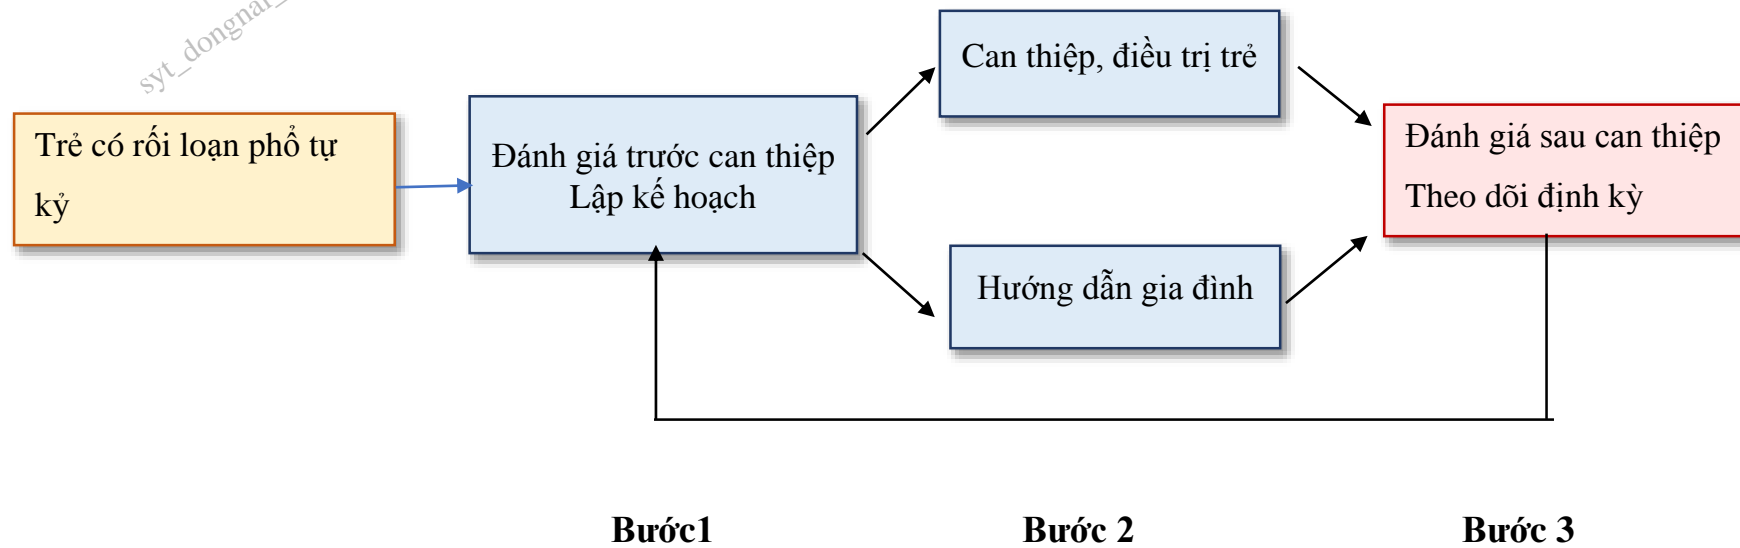 syt_dongnai_
Can thiệp, điều trị trẻ
Trẻ có rối loạn phổ tự
kỷ
Đánh giá trước can thiệp
Lập kế hoạch
Đánh giá sau can thiệp
Theo dõi định kỳ
Hướng dẫn gia đình
Bước1
Bước 2
Bước 3